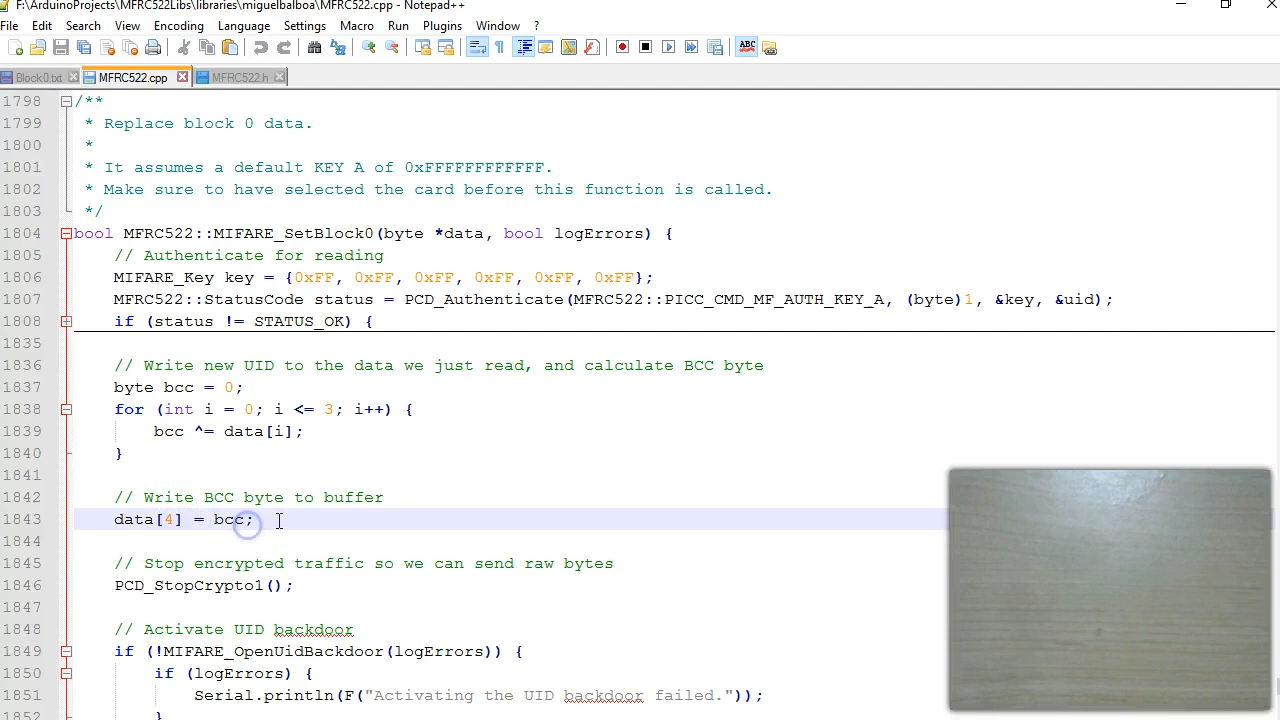 F:\ArduinoProjects\MFRC522Libs\libraries\miguelbalboa\MFRC522.cpp - Notepad++
File Edit Search View Encoding Language Settings Macro Run Plugins Window ?
Block0.txt MFRC522.cpp MFRC522.h
1798 /**
1799 * Replace block 0 data.
1800 *
1801 * It assumes a default KEY A of 0xFFFFFFFFFFFF.
1802 * Make sure to have selected the card before this function is called.
1803 */
1804 bool MFRC522::MIFARE_SetBlock0(byte *data, bool logErrors) {
1805 // Authenticate for reading
1806 MIFARE_Key key = {0xFF, 0xFF, 0xFF, 0xFF, 0xFF, 0xFF};
1807 MFRC522::StatusCode status = PCD_Authenticate(MFRC522::PICC_CMD_MF_AUTH_KEY_A, (byte)1, &key, &uid);
1808 if (status != STATUS_OK) {
1835
1836 // Write new UID to the data we just read, and calculate BCC byte
1837 byte bcc = 0;
1838 for (int i = 0; i <= 3; i++) {
1839 bcc ^= data[i];
1840 }
1841
1842 // Write BCC byte to buffer
1843 data[4] = bcc;
1844
1845 // Stop encrypted traffic so we can send raw bytes
1846 PCD_StopCrypto1();
1847
1848 // Activate UID backdoor
1849 if (!MIFARE_OpenUidBackdoor(logErrors)) {
1850 if (logErrors) {
1851 Serial.println(F("Activating the UID backdoor failed."));
1852 }